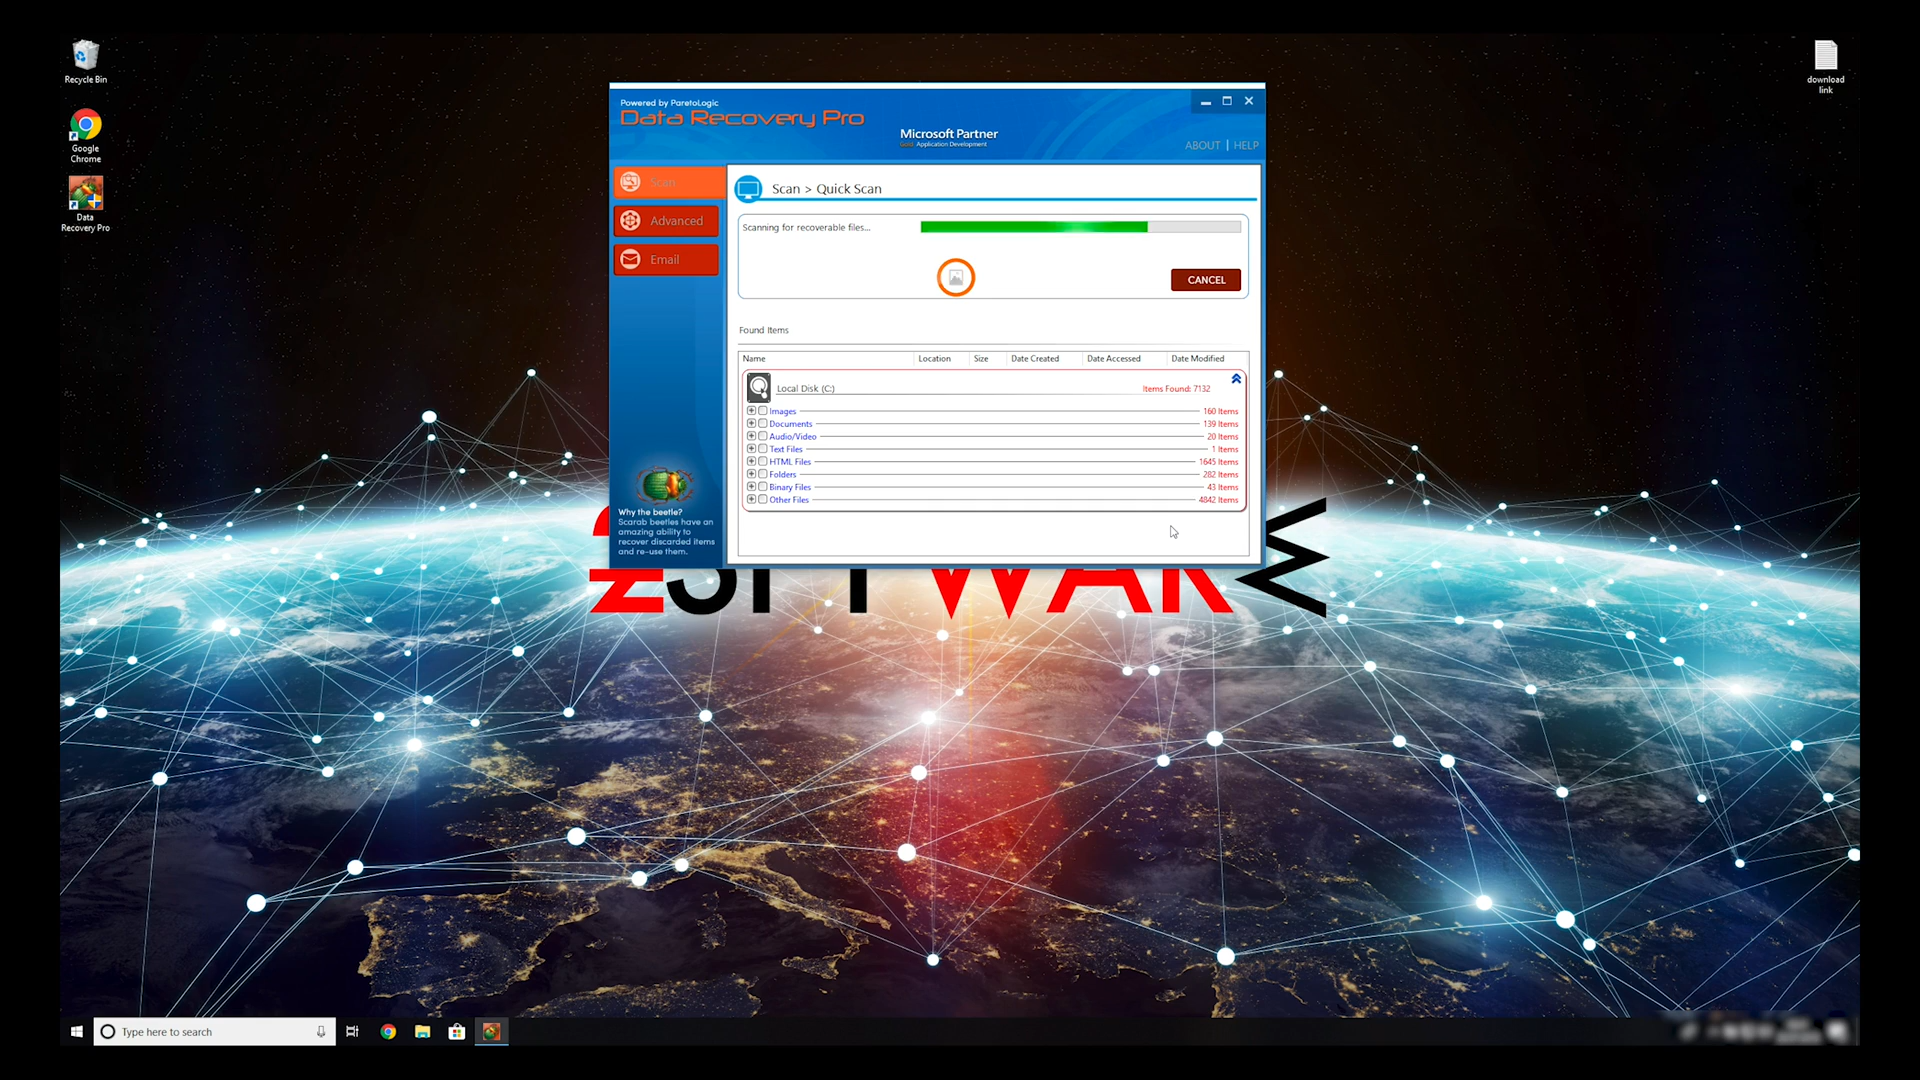 Recycle Bin
Google
Chrome
Data
Recovery Pro
download
link
Powered by ParetoLogic
Data Recovery Pro
Microsoft Partner
Gold Application Development
ABOUT | HELP
Scan
Advanced
Email
Why the beetle?
Scarab beetles have an
amazing ability to
recover discarded items
and re-use them.
Scan > Quick Scan
Scanning for recoverable files...
CANCEL
Found Items
Name Location Size Date Created Date Accessed Date Modified
Local Disk (C:) Items Found: 7132
Images 160 Items
Documents 139 Items
Audio/Video 20 Items
Text Files 1 Items
HTML Files 1645 Items
Folders 282 Items
Binary Files 43 Items
Other Files 4842 Items
Type here to search